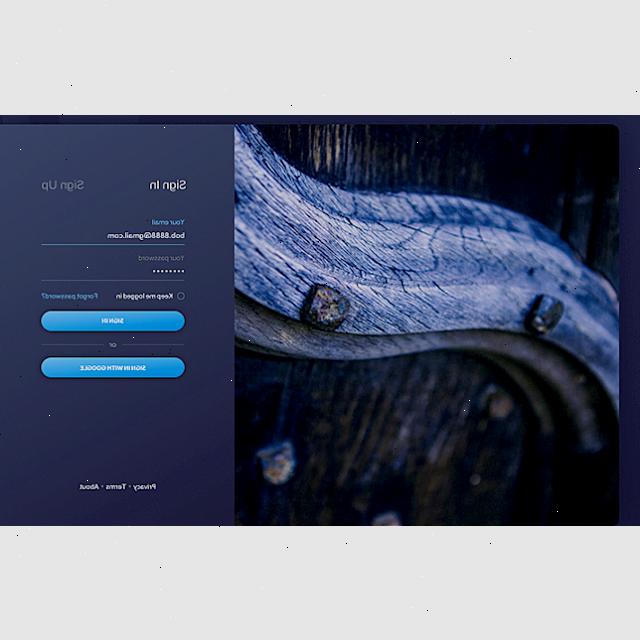 Sign In Sign Up
Your email
bob.8888@gmail.com
Your password
••••••••
Keep me logged in Forgot password?
SIGN IN
or
SIGN IN WITH GOOGLE
Privacy • Terms • About